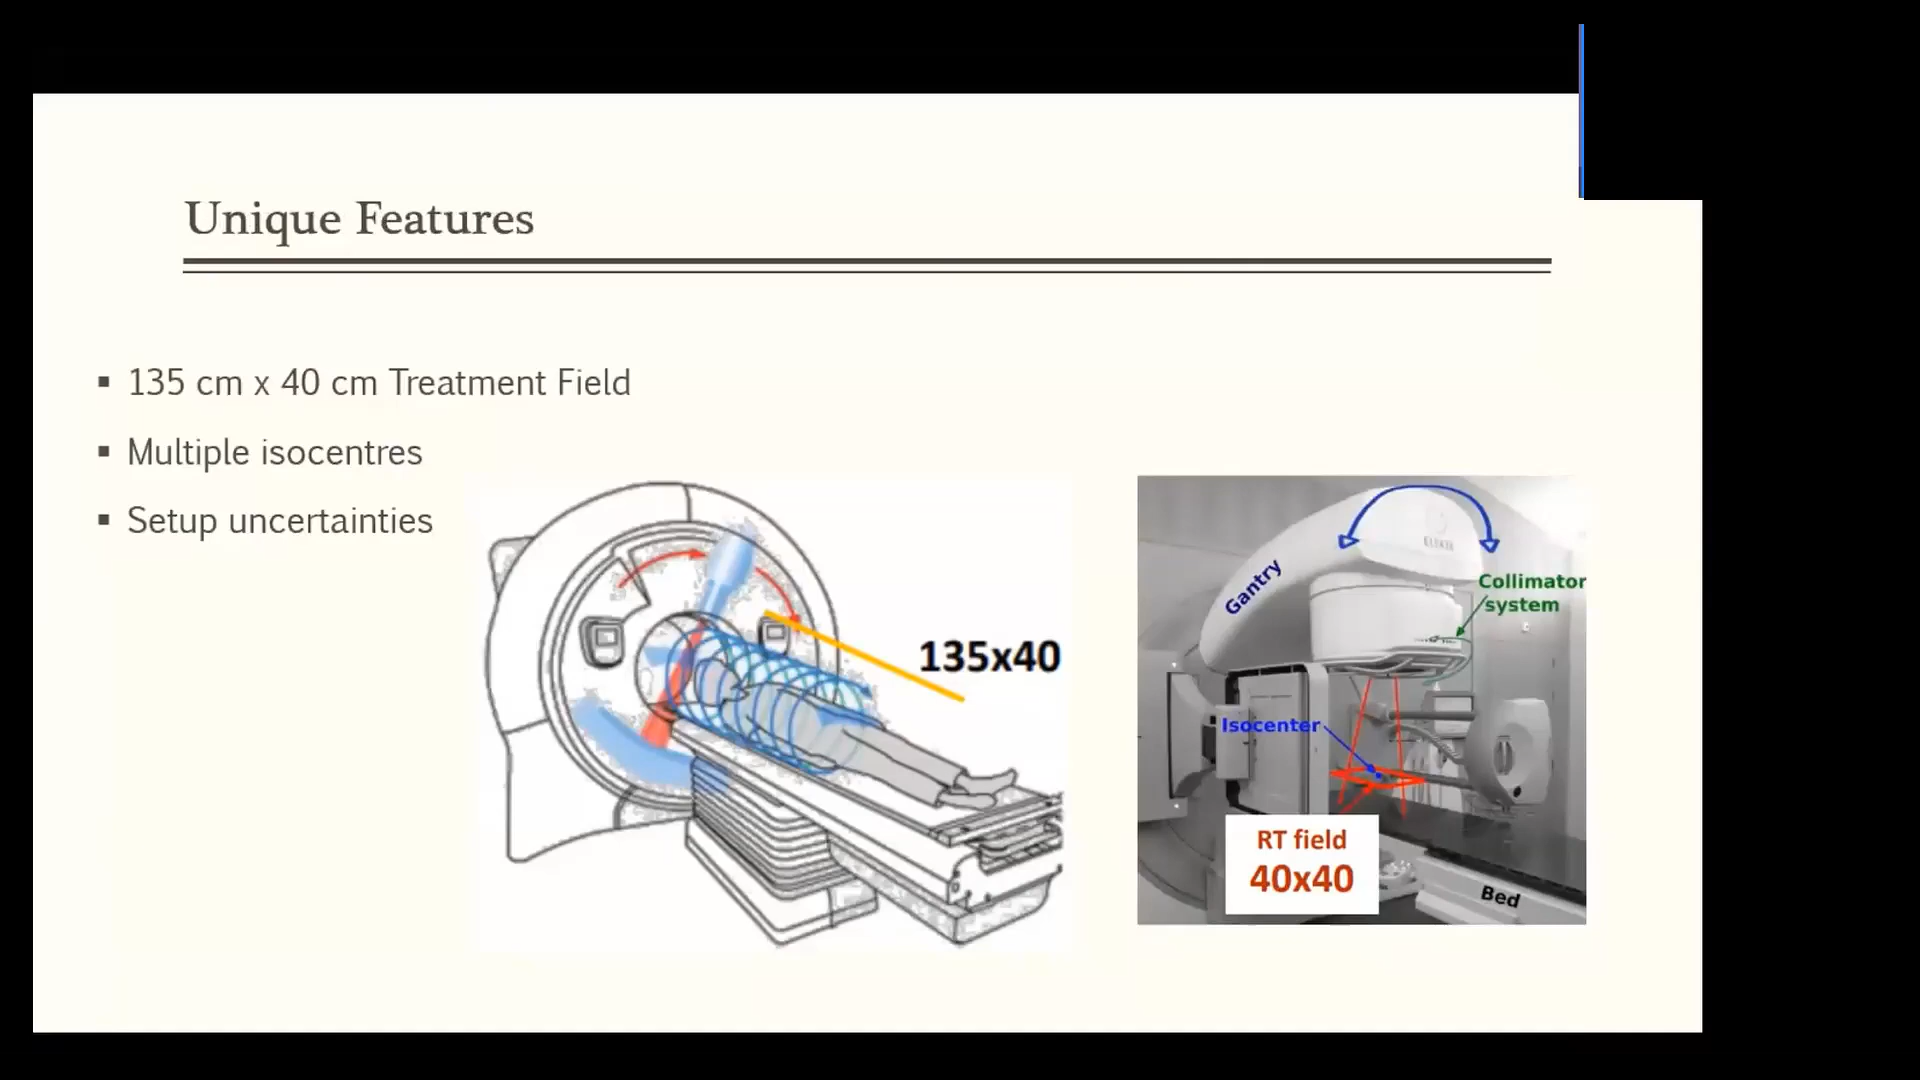 Unique Features
135 cm x 40 cm Treatment Field
Multiple isocentres
Setup uncertainties
135x40
ELEKTA
Gantry
Collimator
system
Isocenter
RT field
40x40
Bed